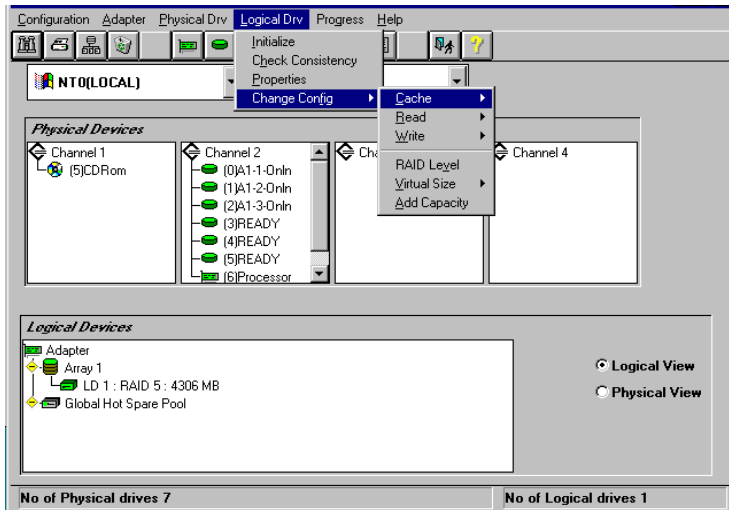 Configuration Adapter Physical Drv Logical Drv Progress Help
Initialize
Check Consistency
Properties
Change Config
NT0(LOCAL)
Cache
Read
Write
RAID Level
Virtual Size
Add Capacity
Physical Devices
Channel 1
(5)CDRom
Channel 2
(0)A1-1-Onln
(1)A1-2-Onln
(2)A1-3-Onln
(3)READY
(4)READY
(5)READY
(6)Processor
Channel 4
Logical Devices
Adapter
Array 1
LD 1 : RAID 5 : 4306 MB
Global Hot Spare Pool
Logical View
Physical View
No of Physical drives 7
No of Logical drives 1